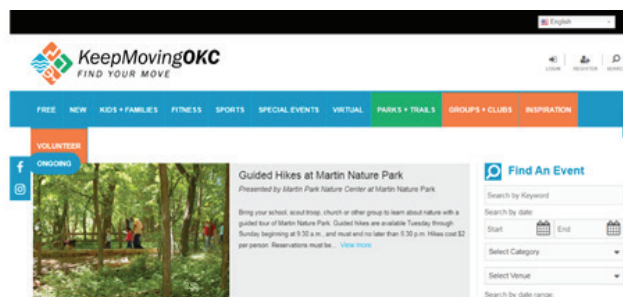 English
KeepMovingOKC
FIND YOUR MOVE
LOGIN REGISTER SEARCH
FREE NEW KIDS + FAMILIES FITNESS SPORTS SPECIAL EVENTS VIRTUAL PARKS + TRAILS GROUPS + CLUBS INSPIRATION
VOLUNTEER
ONGOING
Guided Hikes at Martin Nature Park
Presented by Martin Park Nature Center at Martin Nature Park
Bring your school, scout troop, church or other group to learn about nature with a
guided tour of Martin Nature Park. Guided hikes are available Tuesday through
Sunday beginning at 9:30 a.m., and must end no later than 5:30 p.m. Hikes cost $2
per person. Reservations must be... View more
Find An Event
Search by Keyword
Search by date:
Start End
Select Category
Select Venue
Search by date range: